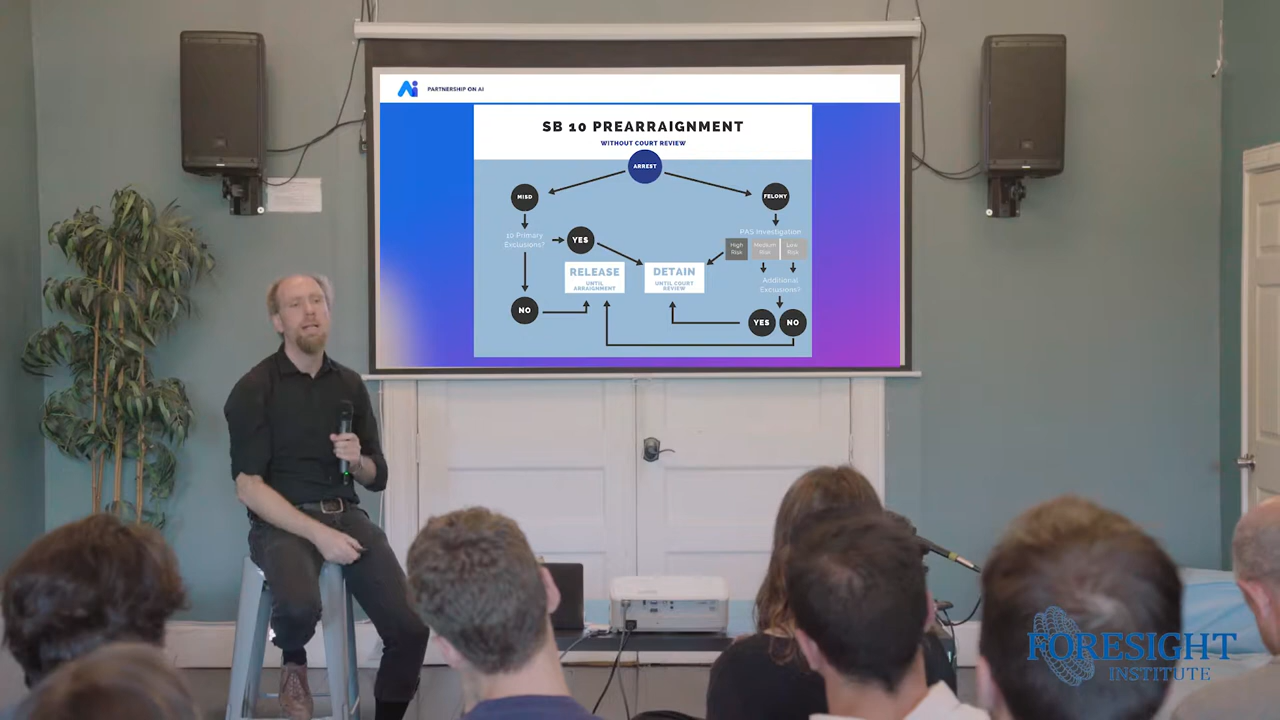 PARTNERSHIP ON AI
SB 10 PREARRAIGNMENT
WITHOUT COURT REVIEW
ARREST
MISD
FELONY
10 Primary
Exclusions?
YES
PAS Investigation
High
Risk
Medium
Risk
Low
Risk
RELEASE
UNTIL
ARRAIGNMENT
DETAIN
UNTIL COURT
REVIEW
Additional
Exclusions?
NO
YES
NO
FORESIGHT
INSTITUTE